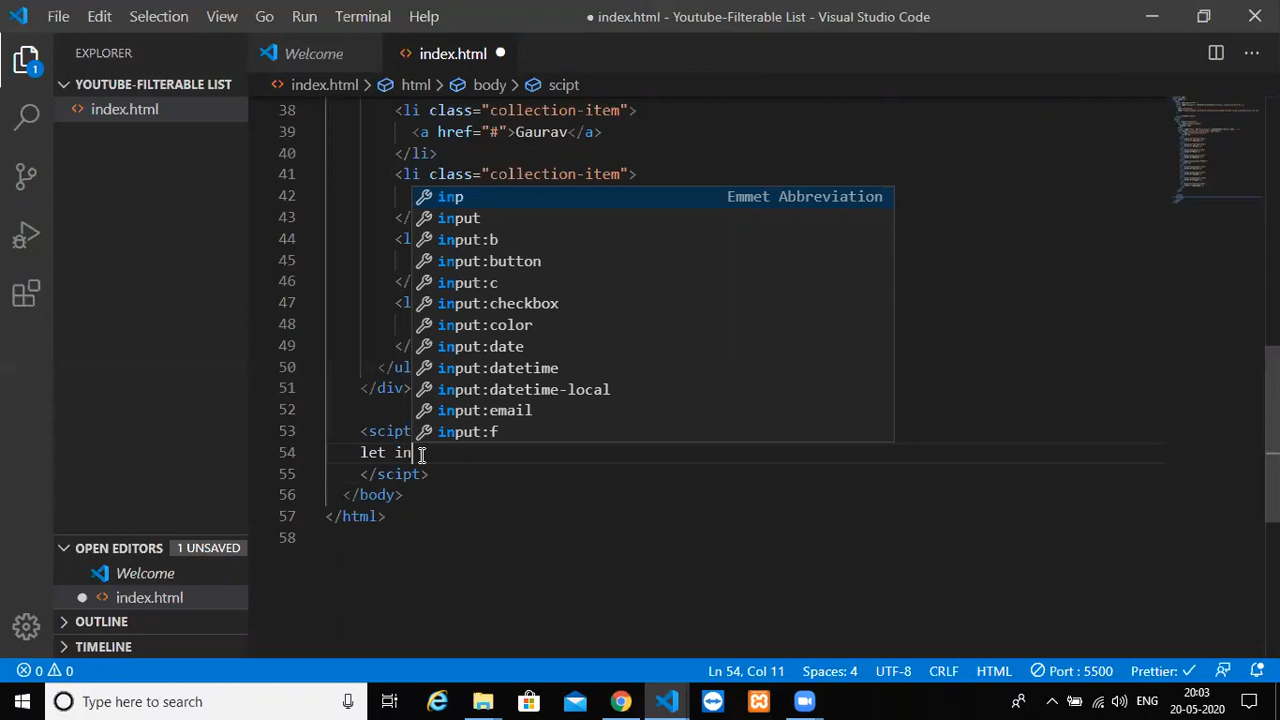 File Edit Selection View Go Run Terminal Help
● index.html - Youtube-Filterable List - Visual Studio Code
EXPLORER
Welcome
index.html
YOUTUBE-FILTERABLE LIST
index.html > html > body > scipt
index.html
38 <li class="collection-item">
39 <a href="#">Gaurav</a>
40 </li>
41 <li class="collection-item">
42
43 </
44 <l
45
46 </
47 <l
48
49 </
50 </ul
51 </div>
52
53 <scipt
54 let in
55 </scipt>
56 </body>
57 </html>
58
inp Emmet Abbreviation
input
input:b
input:button
input:c
input:checkbox
input:color
input:date
input:datetime
input:datetime-local
input:email
input:f
1
OPEN EDITORS 1 UNSAVED
Welcome
index.html
OUTLINE
TIMELINE
0 0
Ln 54, Col 11 Spaces: 4 UTF-8 CRLF HTML Port : 5500 Prettier: ✓
Type here to search
ENG
20:03
20-05-2020